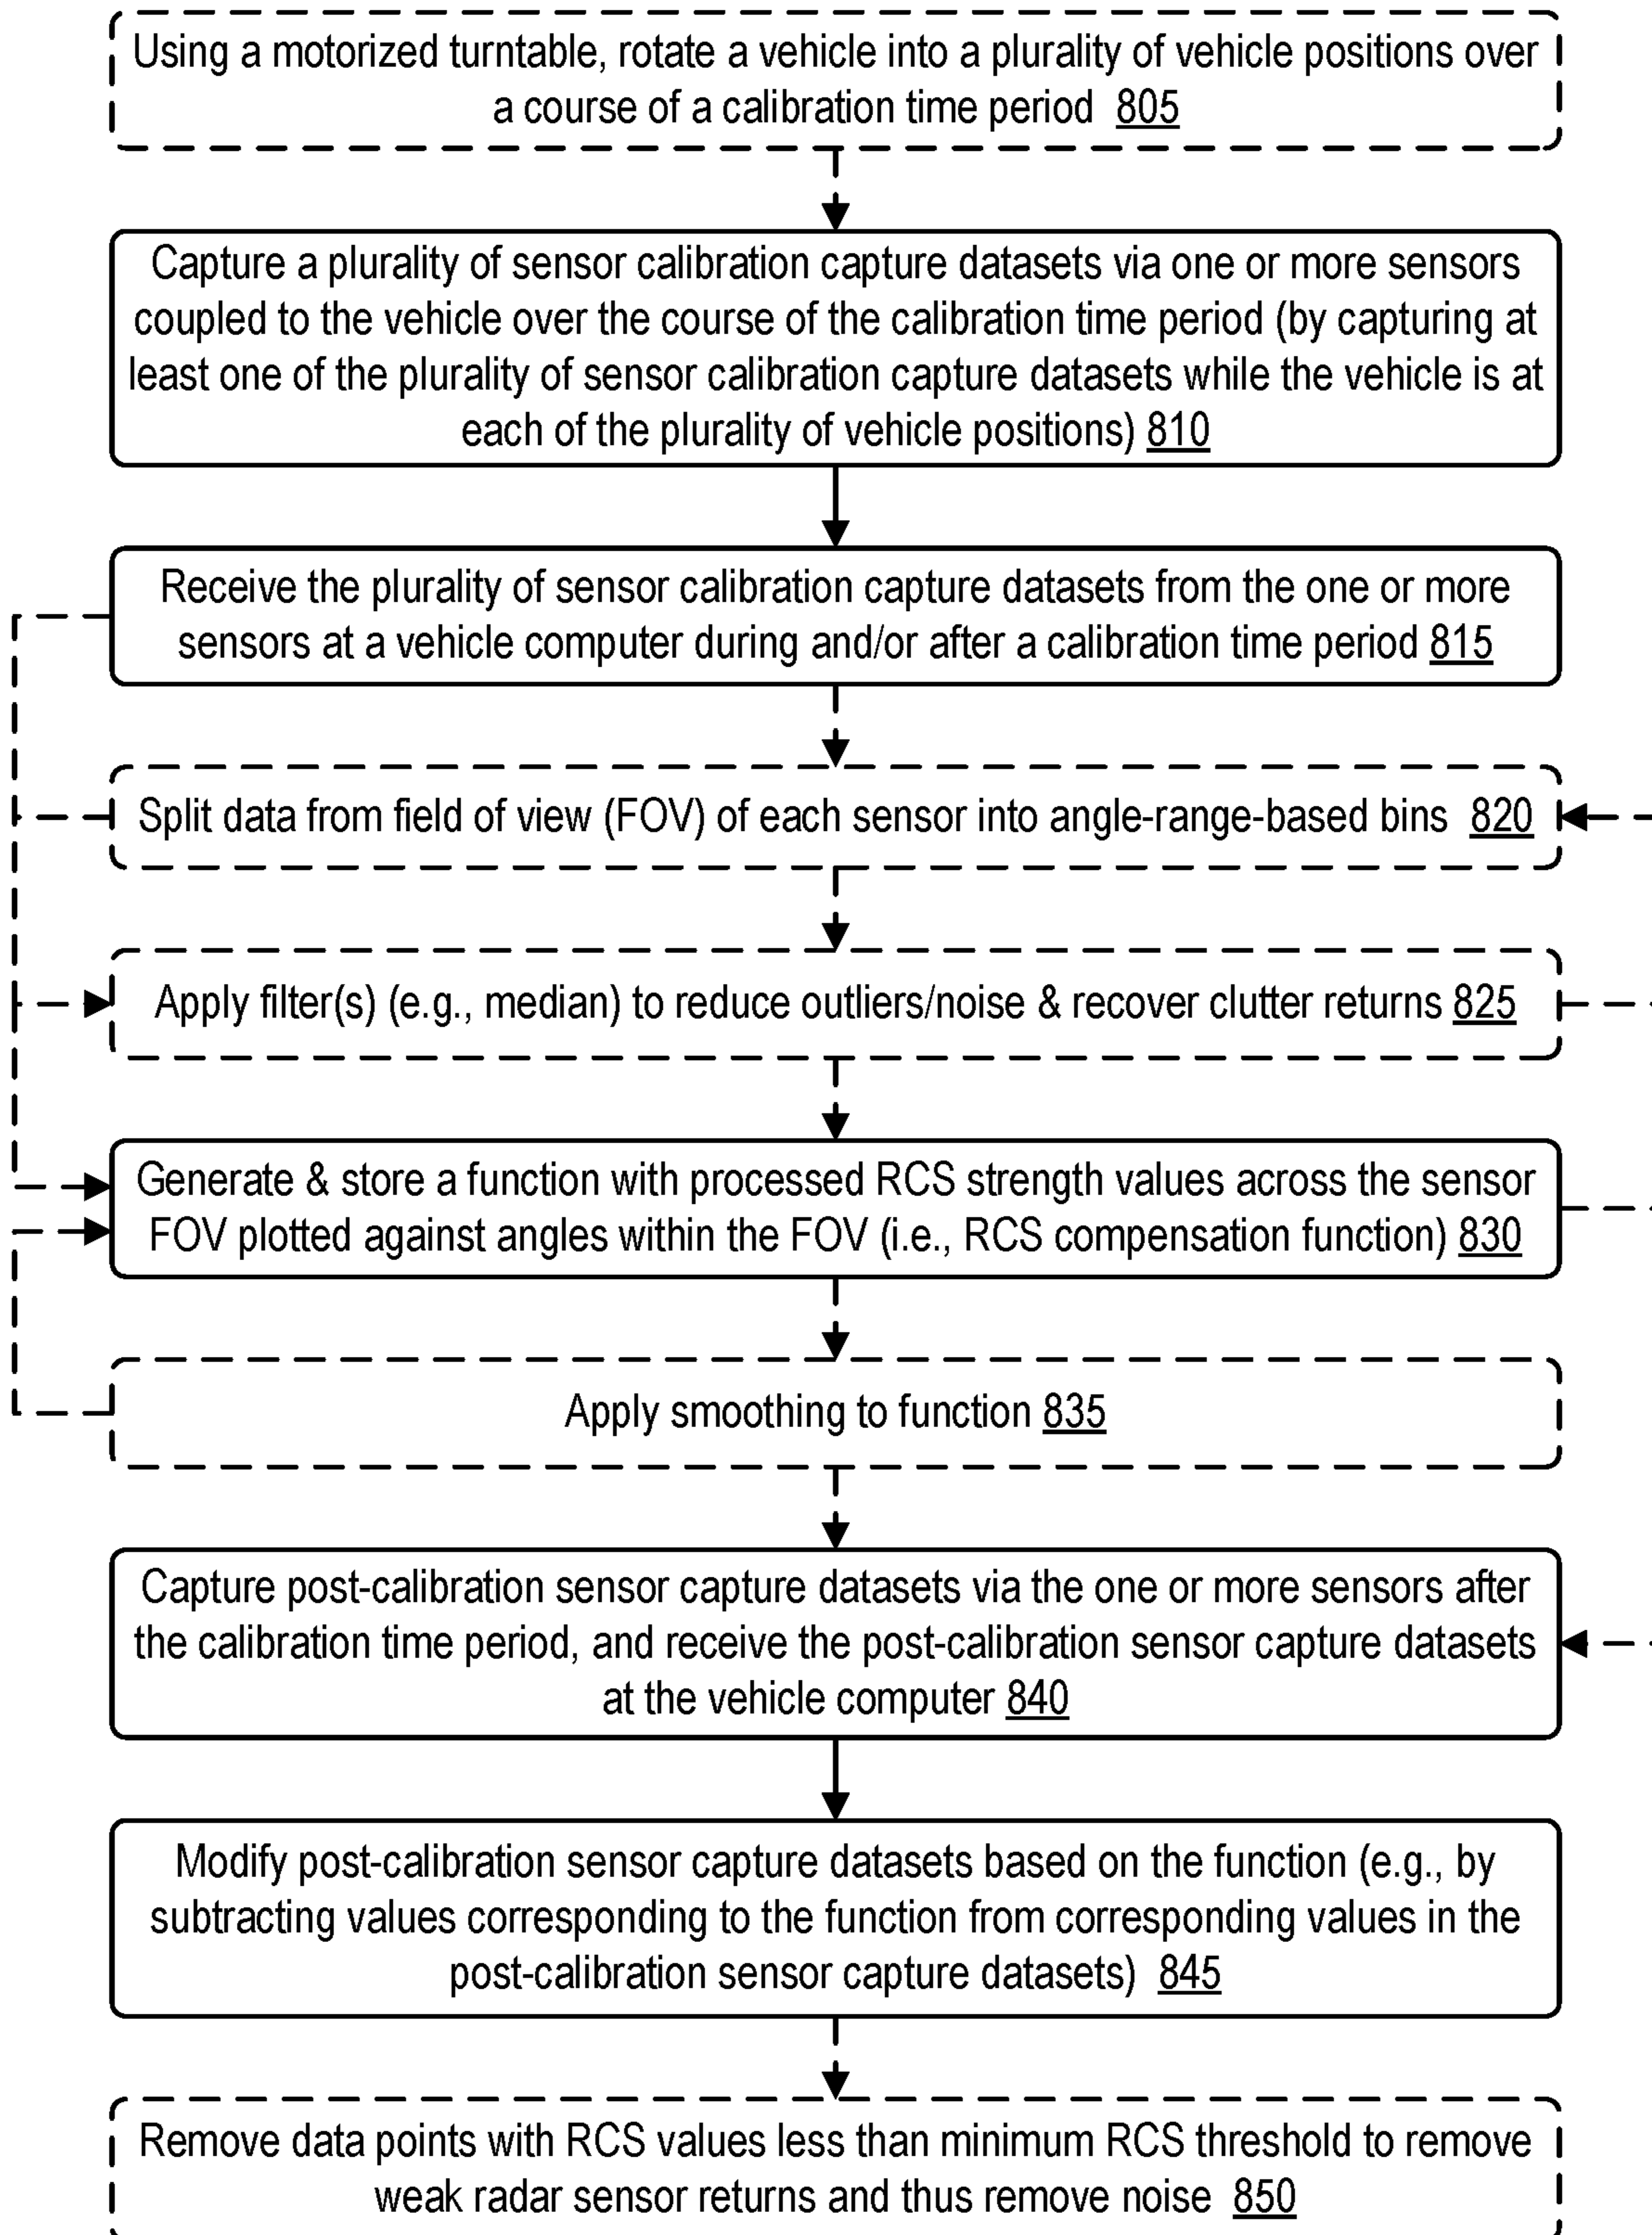 Using a motorized turntable, rotate a vehicle into a plurality of vehicle positions over
a course of a calibration time period 805
Capture a plurality of sensor calibration capture datasets via one or more sensors
coupled to the vehicle over the course of the calibration time period (by capturing at
least one of the plurality of sensor calibration capture datasets while the vehicle is at
each of the plurality of vehicle positions) 810
Receive the plurality of sensor calibration capture datasets from the one or more
sensors at a vehicle computer during and/or after a calibration time period 815
Split data from field of view (FOV) of each sensor into angle-range-based bins 820
Apply filter(s) (e.g., median) to reduce outliers/noise & recover clutter returns 825
Generate & store a function with processed RCS strength values across the sensor
FOV plotted against angles within the FOV (i.e., RCS compensation function) 830
Apply smoothing to function 835
Capture post-calibration sensor capture datasets via the one or more sensors after
the calibration time period, and receive the post-calibration sensor capture datasets
at the vehicle computer 840
Modify post-calibration sensor capture datasets based on the function (e.g., by
subtracting values corresponding to the function from corresponding values in the
post-calibration sensor capture datasets) 845
Remove data points with RCS values less than minimum RCS threshold to remove
weak radar sensor returns and thus remove noise 850